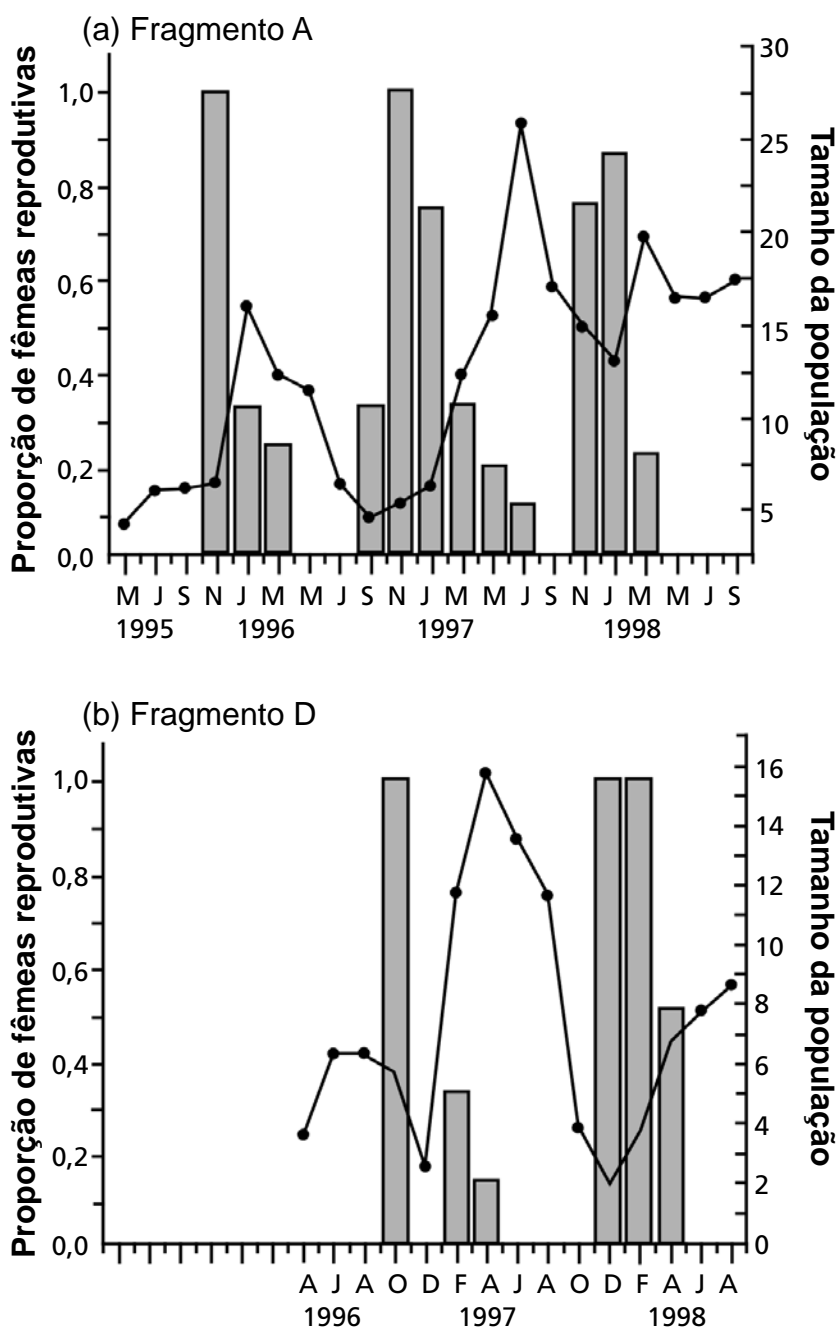 (a) Fragmento A
Proporção de fêmeas reprodutivas
1,0
0,8
0,6
0,4
0,2
0,0
30
25
20
15
10
5
Tamanho da população
M J S N J M M J S N J M M J S N J M M J S
1995 1996 1997 1998
(b) Fragmento D
Proporção de fêmeas reprodutivas
1,0
0,8
0,6
0,4
0,2
0,0
16
14
12
10
8
6
4
2
0
Tamanho da população
A J A O D F A J A O D F A J A
1996 1997 1998